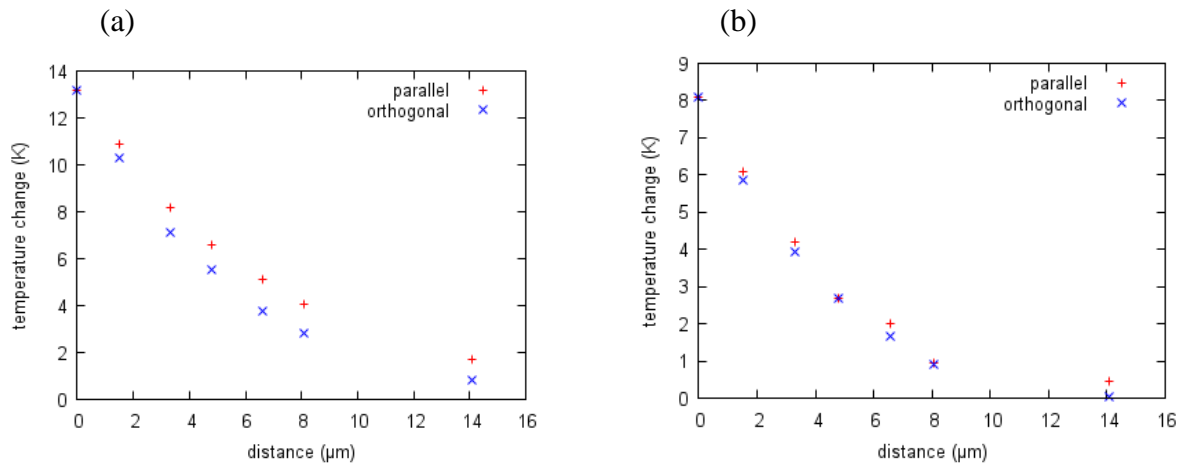 (a)
14
12
10
8
6
4
2
0
temperature change (K)
parallel
orthogonal
0 2 4 6 8 10 12 14 16
distance (µm)
(b)
9
8
7
6
5
4
3
2
1
0
temperature change (K)
parallel
orthogonal
0 2 4 6 8 10 12 14 16
distance (µm)